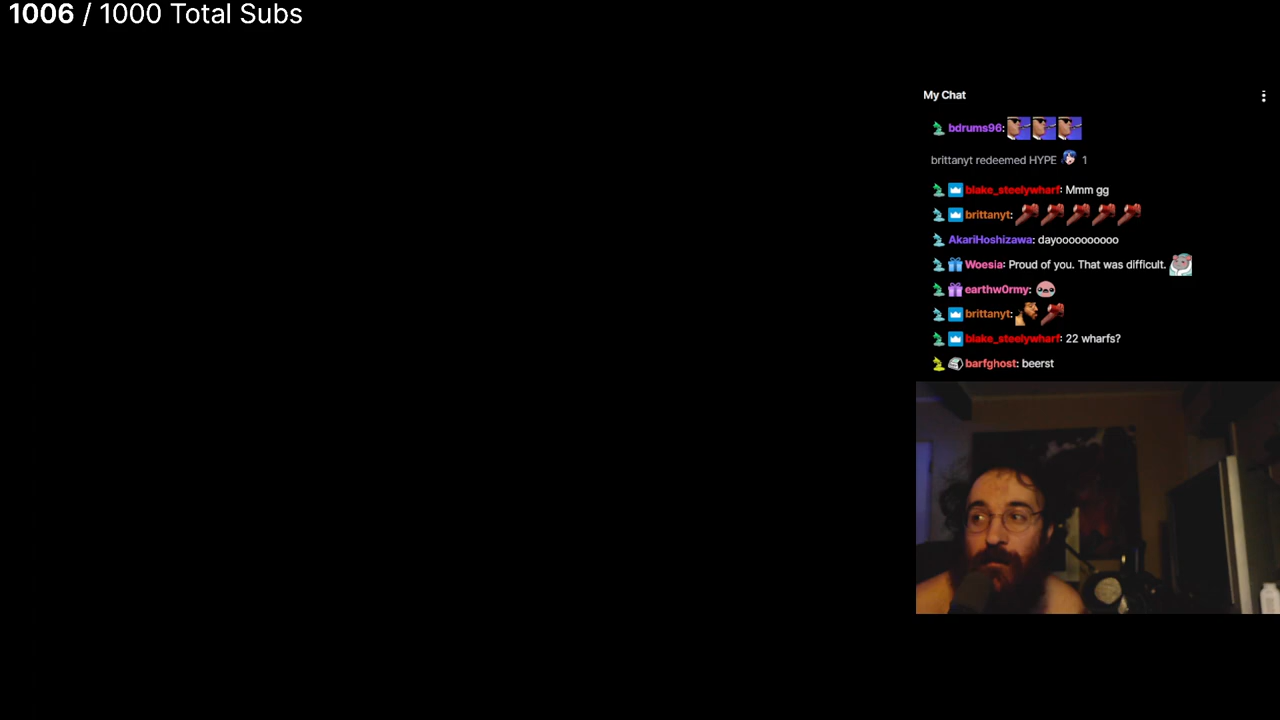 1006 / 1000 Total Subs
My Chat
bdrums96:
brittanyt redeemed HYPE 1
blake_steelywharf: Mmm gg
brittanyt:
AkariHoshizawa: dayoooooooooo
Woesia: Proud of you. That was difficult.
earthw0rmy:
brittanyt:
blake_steelywharf: 22 wharfs?
barfghost: beerst